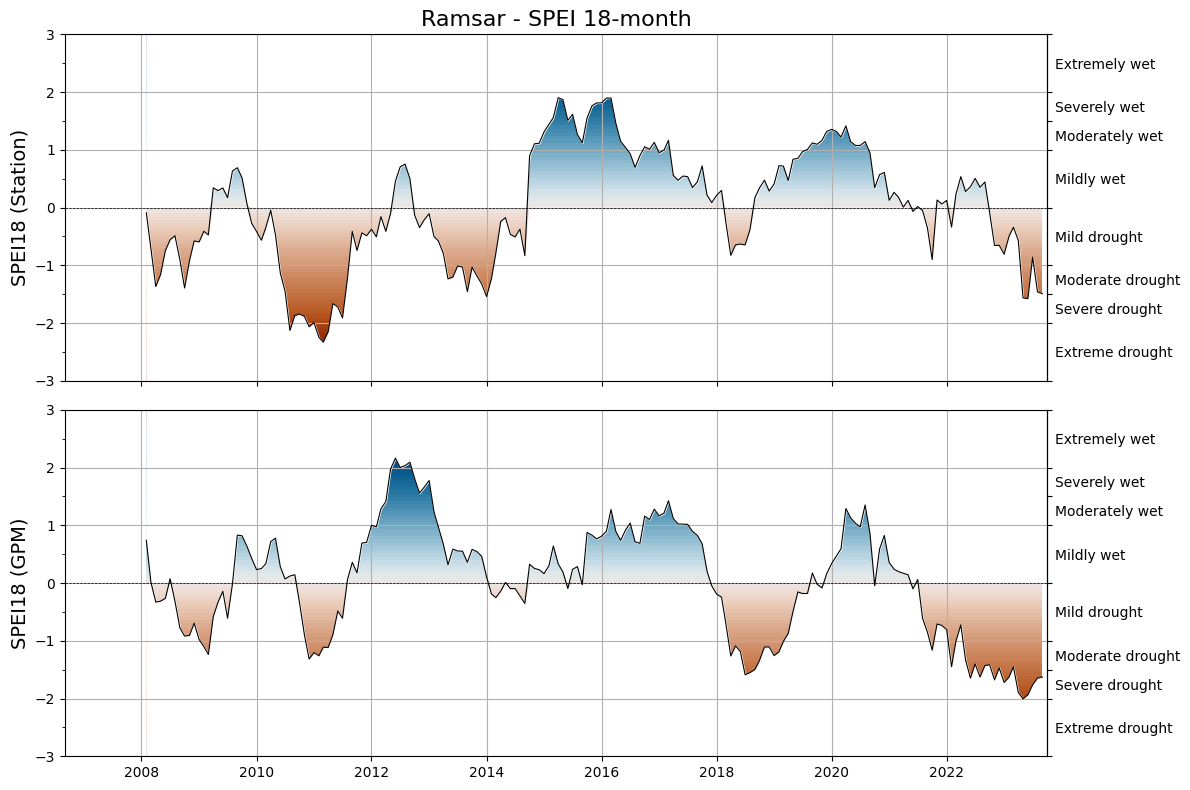 Ramsar - SPEI 18-month
SPEI18 (Station)
3
2
1
0
−1
−2
−3
Extremely wet
Severely wet
Moderately wet
Mildly wet
Mild drought
Moderate drought
Severe drought
Extreme drought
SPEI18 (GPM)
3
2
1
0
−1
−2
−3
Extremely wet
Severely wet
Moderately wet
Mildly wet
Mild drought
Moderate drought
Severe drought
Extreme drought
2008 2010 2012 2014 2016 2018 2020 2022